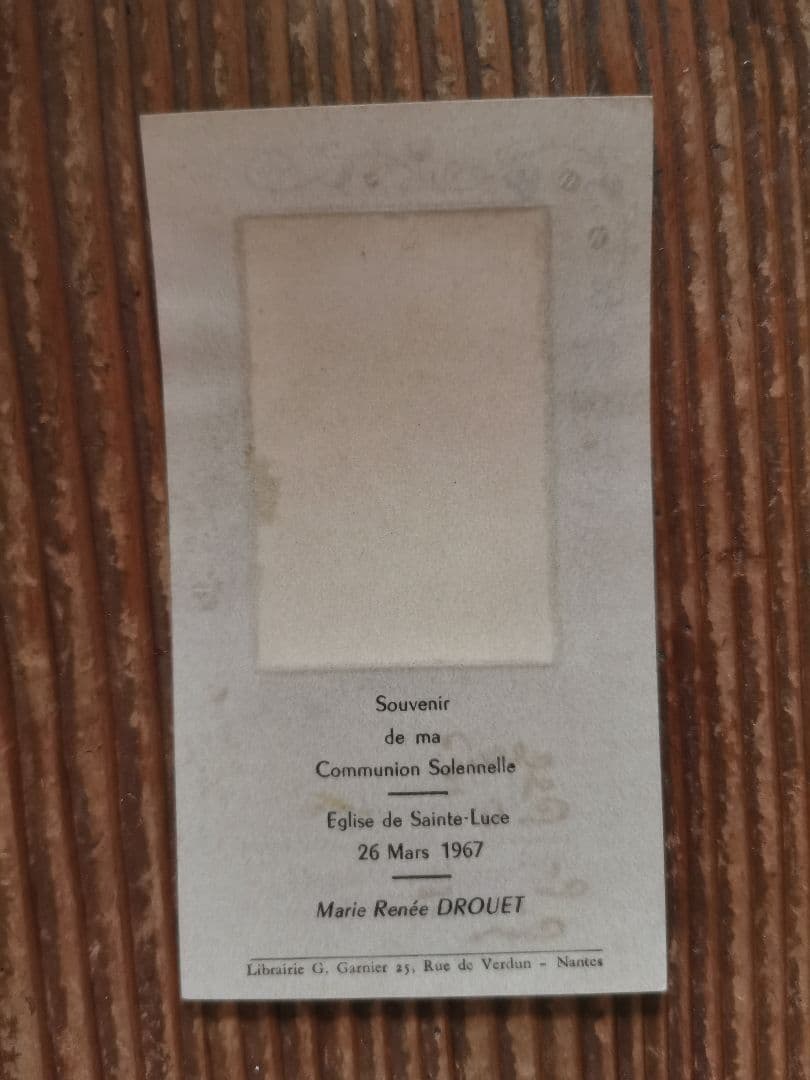 Souvenir
de ma
Communion Solennelle
Eglise de Sainte-Luce
26 Mars 1967
Marie Renée DROUET
Librairie G. Garnier 25, Rue de Verdun - Nantes